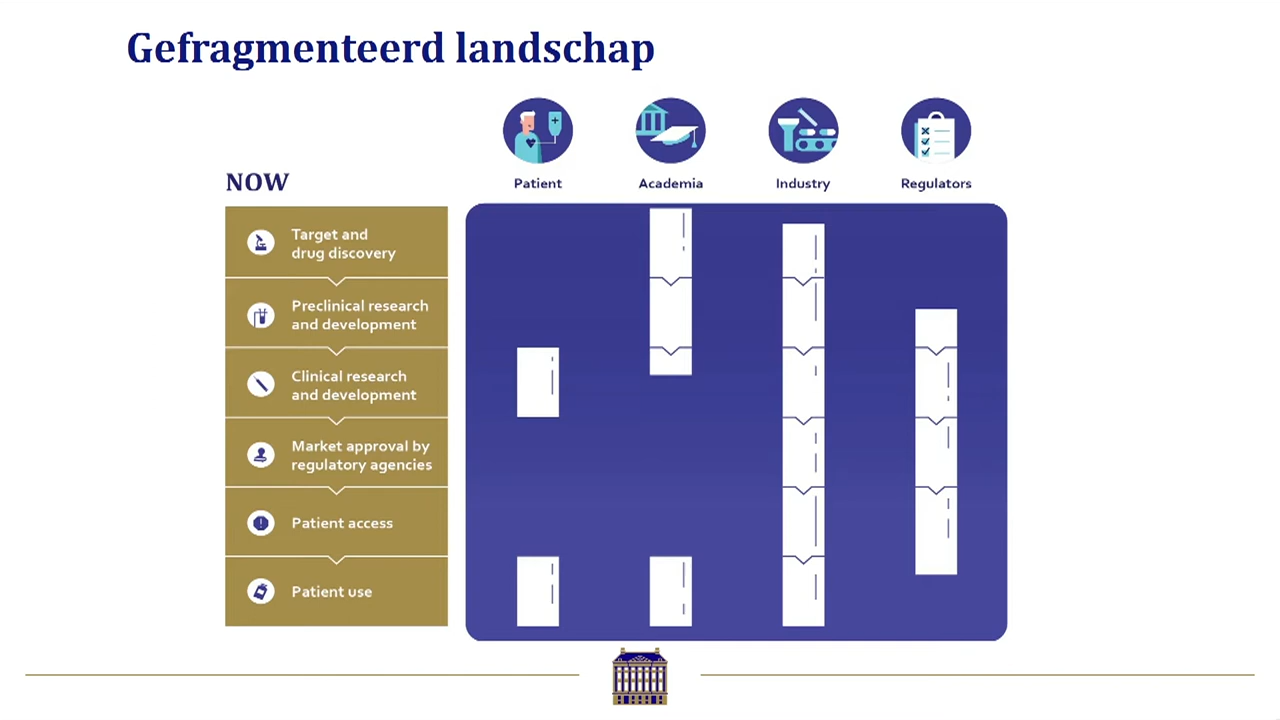 Gefragmenteerd landschap
NOW
Patient
Academia
Industry
Regulators
Target and
drug discovery
Preclinical research
and development
Clinical research
and development
Market approval by
regulatory agencies
Patient access
Patient use